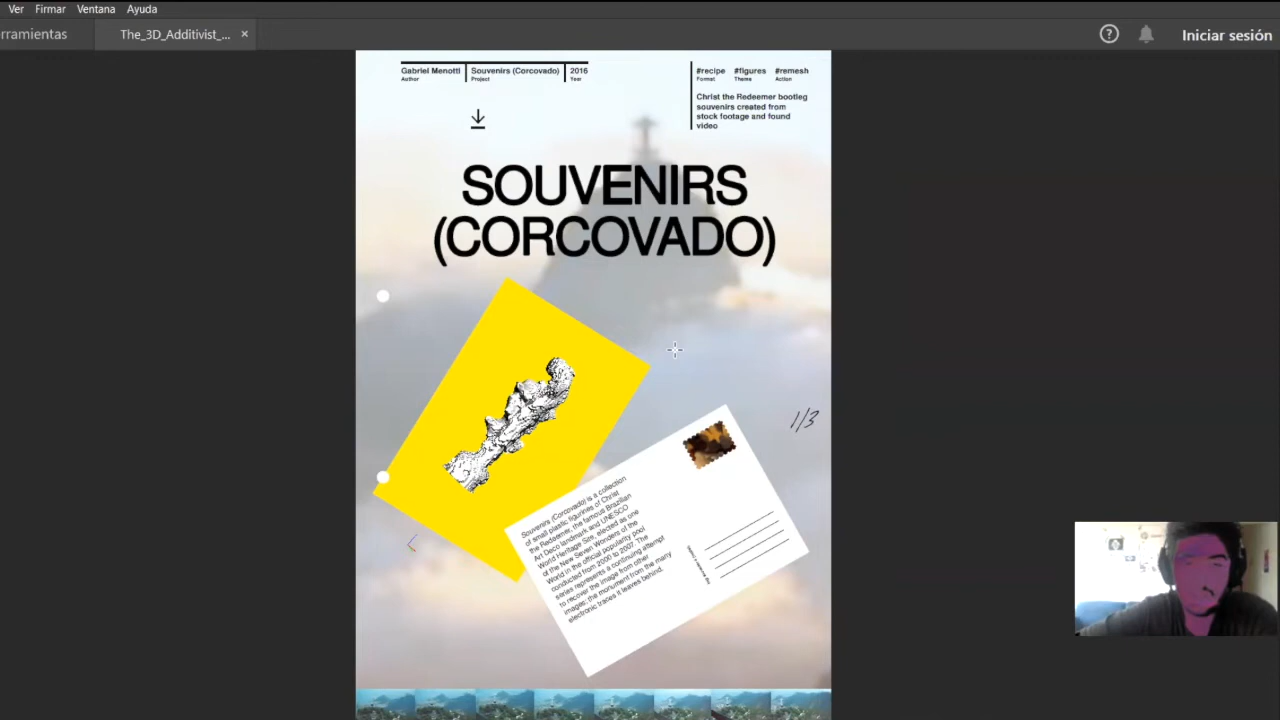 Ver Firmar Ventana Ayuda
rramientas
The_3D_Additivist_... ×
? Iniciar sesión
Gabriel Menotti Souvenirs (Corcovado) 2016
Author Project Year
#recipe #figures #remesh
Format Theme Action
Christ the Redeemer bootleg
souvenirs created from
stock footage and found
video
SOUVENIRS
(CORCOVADO)
1/3
Souvenirs (Corcovado) is a collection
of small plastic figurines of Christ
the Redeemer, the famous Brazilian
Art Deco landmark and UNESCO
World Heritage Size, elected as one
of the New Seven Wonders of the
World in the official popularity pool
conducted from 2000 to 2007. The
series represents a continuing attempt
to recover the image from other
images; the monument from the many
electronic traces it leaves behind.